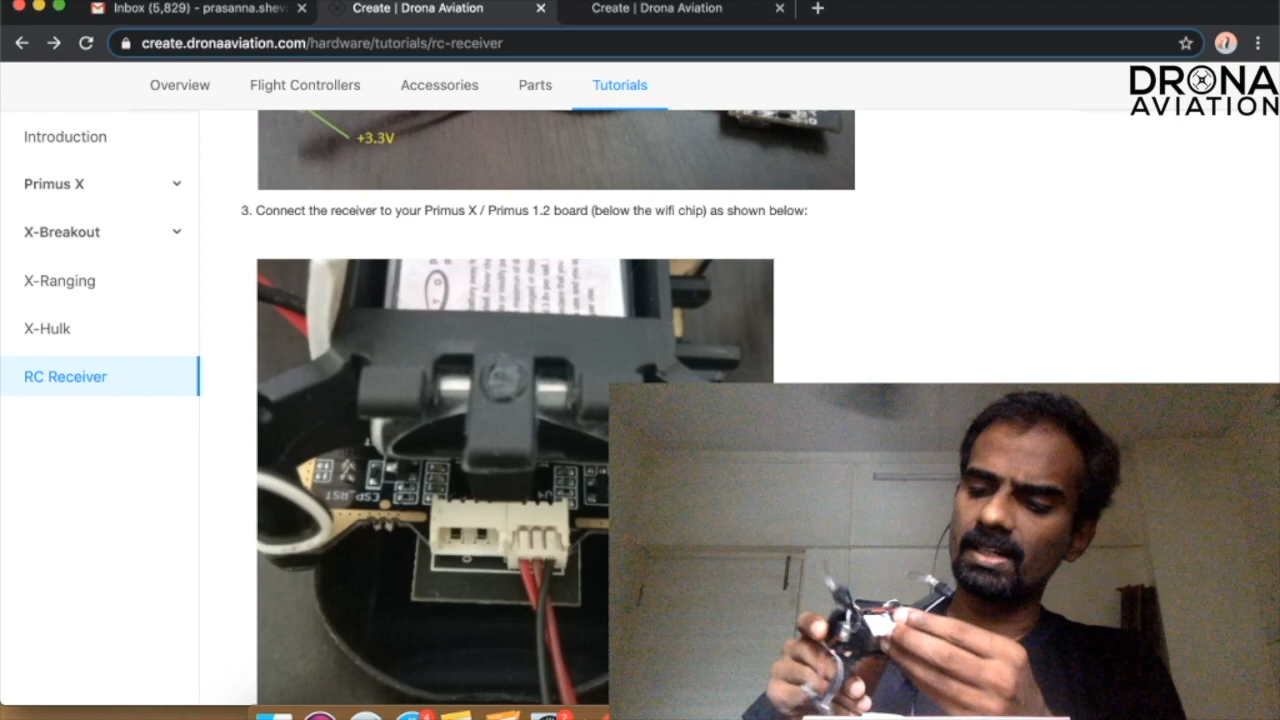 Inbox (5,829) - prasanna.shev
Create | Drona Aviation
Create | Drona Aviation
create.dronaaviation.com/hardware/tutorials/rc-receiver
Overview
Flight Controllers
Accessories
Parts
Tutorials
DRONA
AVIATION
Introduction
Primus X
X-Breakout
X-Ranging
X-Hulk
RC Receiver
+3.3V
3. Connect the receiver to your Primus X / Primus 1.2 board (below the wifi chip) as shown below:
ESP_RST
J4